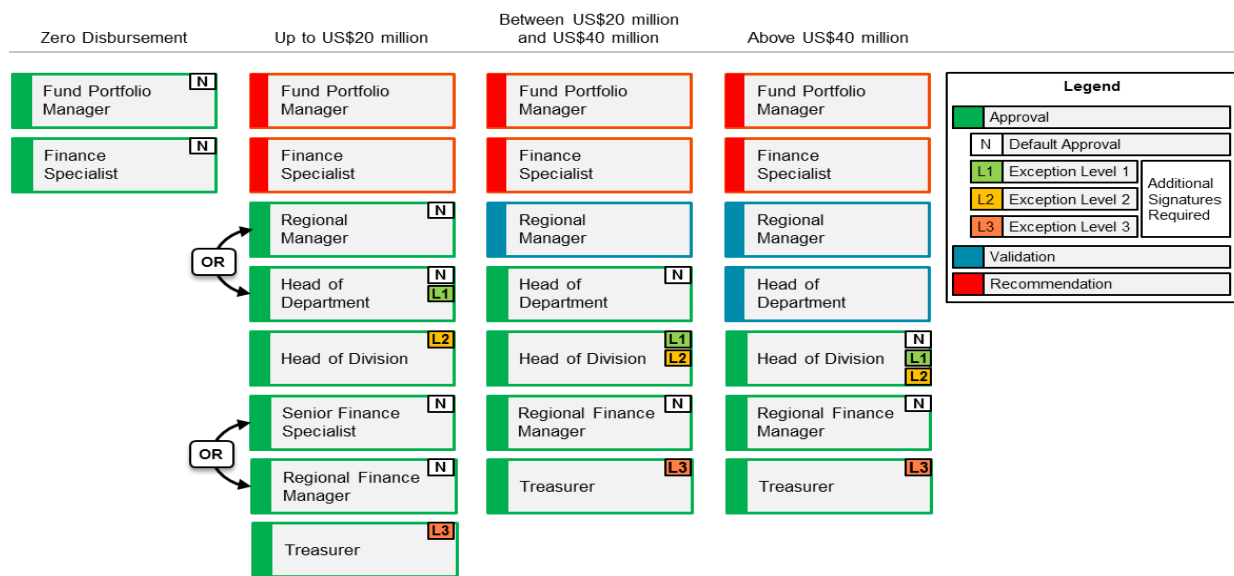 Zero Disbursement
Up to US$20 million
Between US$20 million
and US$40 million
Above US$40 million
Fund Portfolio
Manager
N
Finance
Specialist
N
Fund Portfolio
Manager
Finance
Specialist
Regional
Manager
N
OR
Head of
Department
N
L1
Head of Division
L2
Senior Finance
Specialist
N
OR
Regional Finance
Manager
N
Treasurer
L3
Fund Portfolio
Manager
Finance
Specialist
Regional
Manager
Head of
Department
N
Head of Division
L1
L2
Regional Finance
Manager
N
Treasurer
L3
Fund Portfolio
Manager
Finance
Specialist
Regional
Manager
Head of
Department
Head of Division
N
L1
L2
Regional Finance
Manager
N
Treasurer
L3
Legend
Approval
N Default Approval
L1 Exception Level 1
L2 Exception Level 2
L3 Exception Level 3
Additional
Signatures
Required
Validation
Recommendation